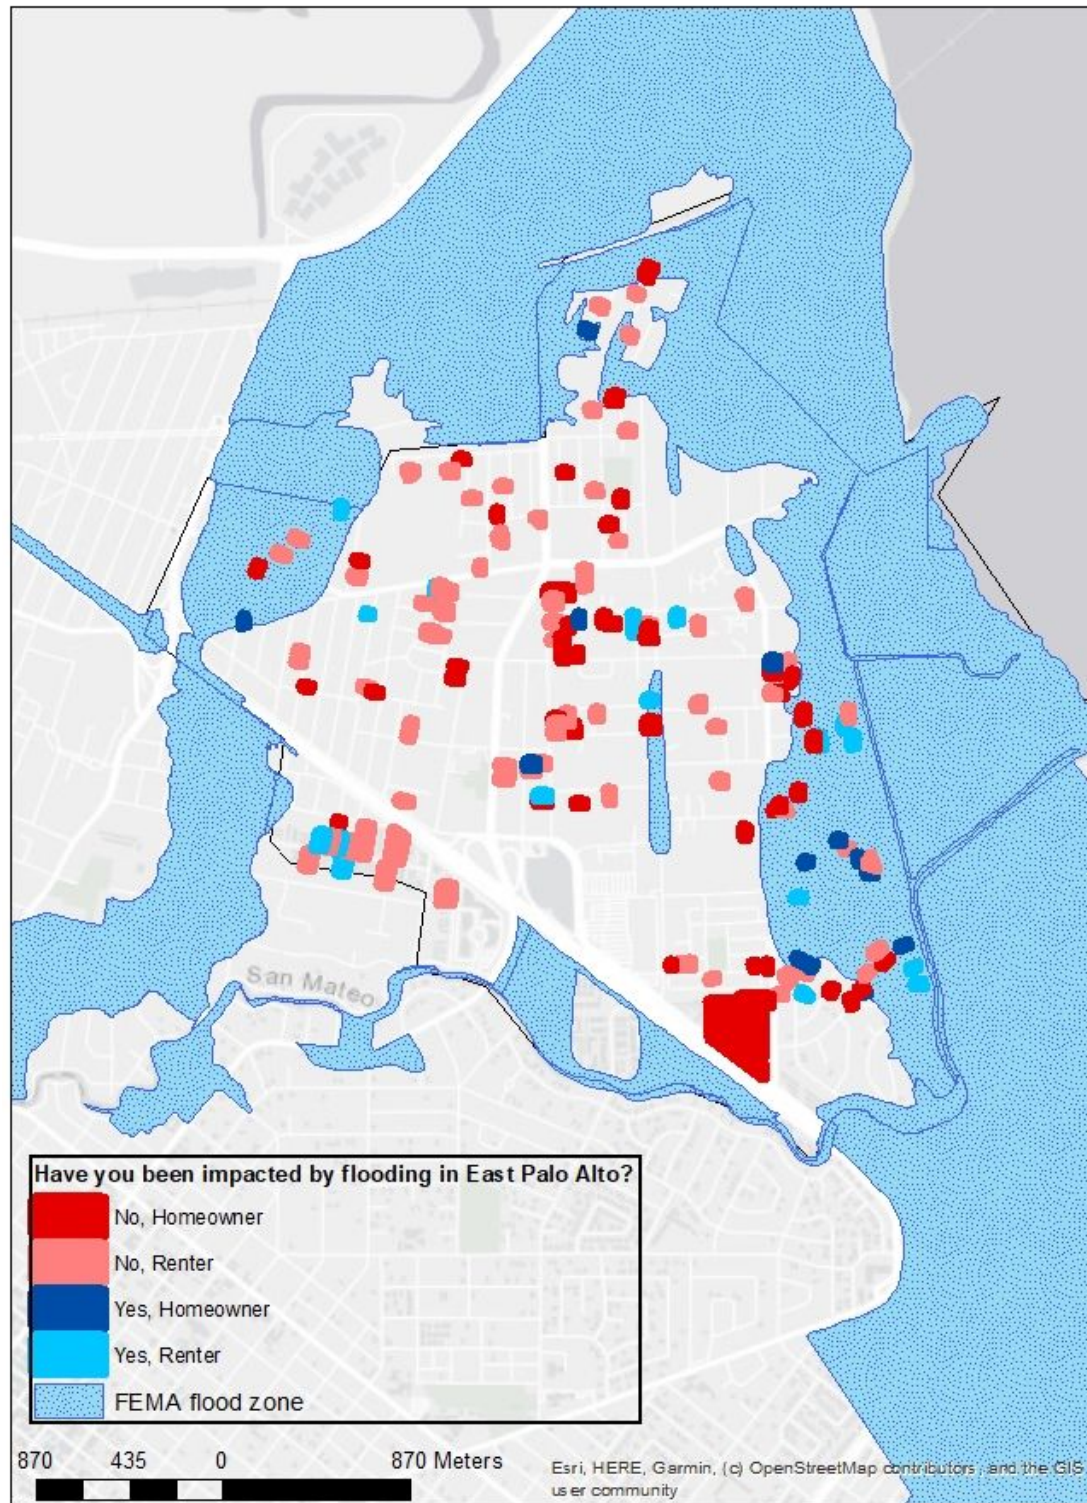 San Mateo
Have you been impacted by flooding in East Palo Alto?
No, Homeowner
No, Renter
Yes, Homeowner
Yes, Renter
FEMA flood zone
870 435 0 870 Meters
Esri, HERE, Garmin, (c) OpenStreetMap contributors, and the GIS
user community